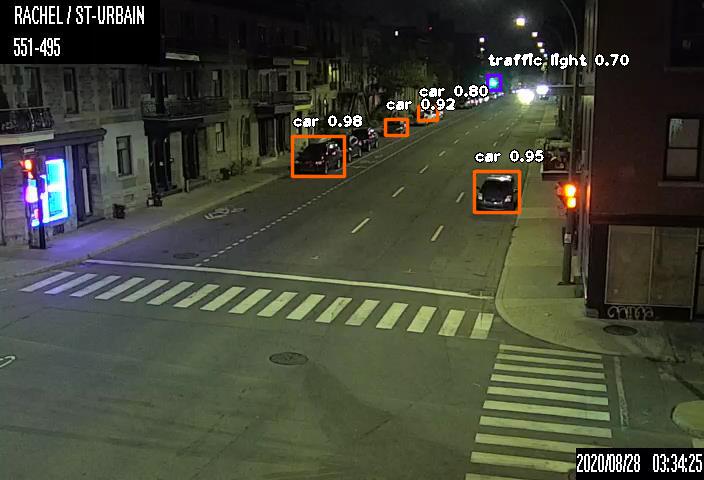 RACHEL / ST-URBAIN
551-495
traffic light 0.70
car 0.80
car 0.92
car 0.98
car 0.95
2020/08/28 03:34:25